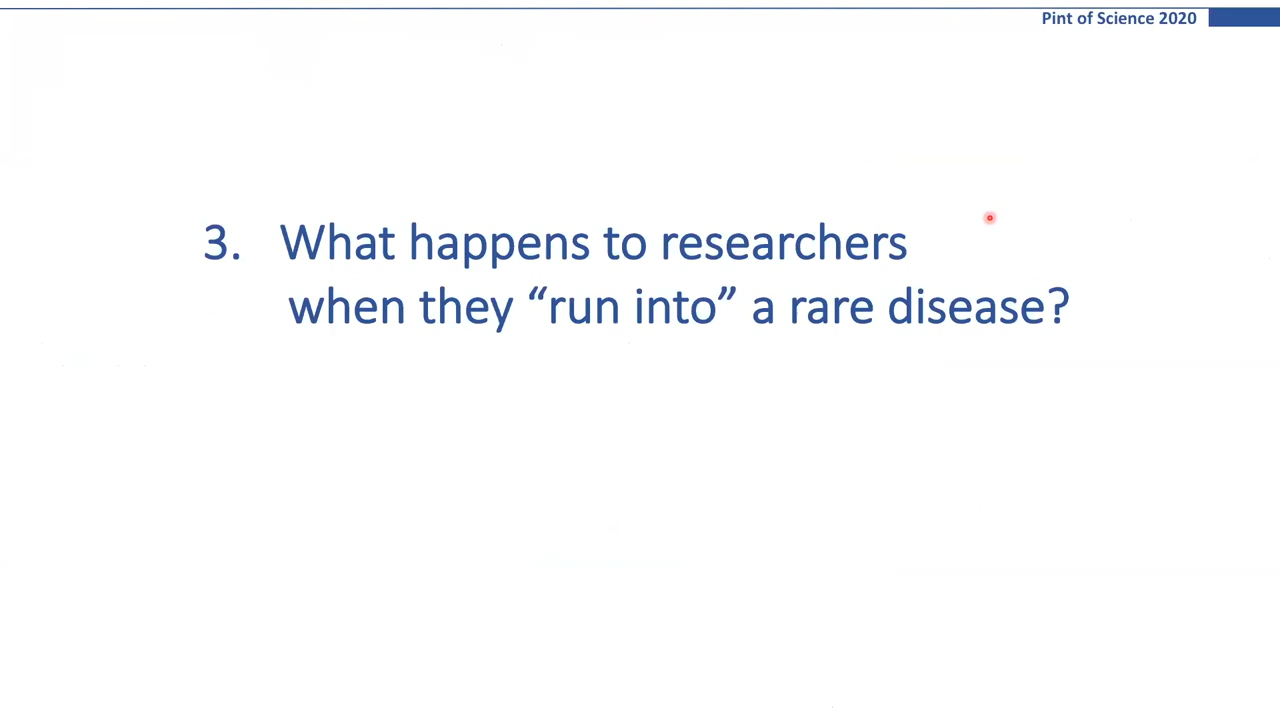 Pint of Science 2020
3. What happens to researchers
when they “run into” a rare disease?